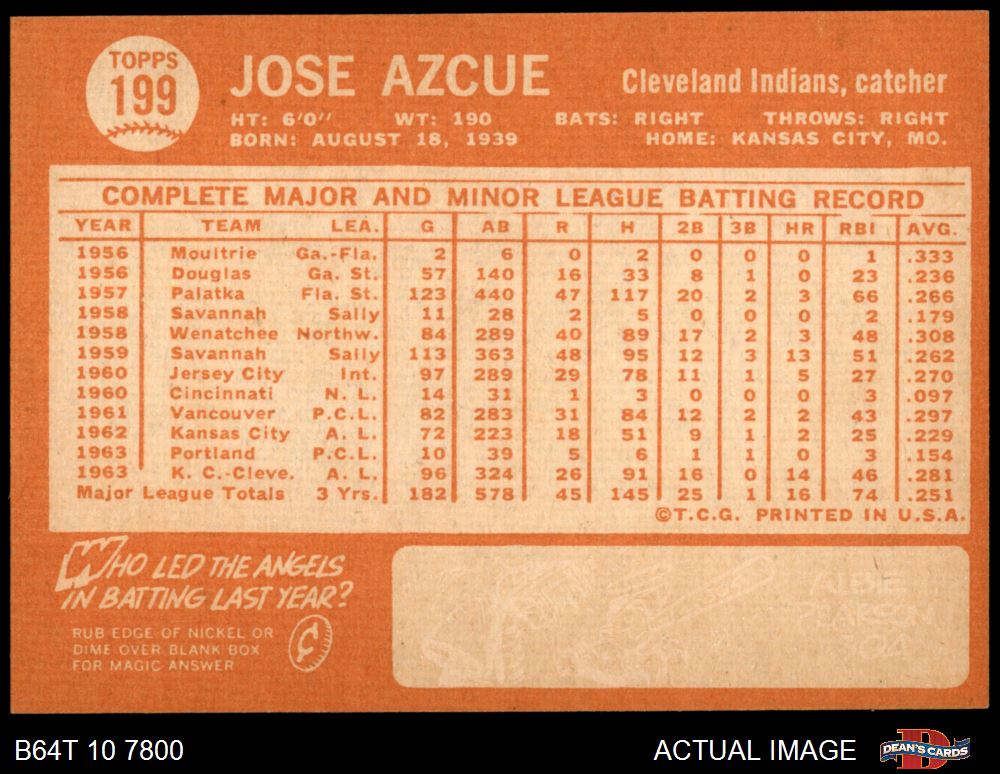 TOPPS
199
JOSE AZCUE
Cleveland Indians, catcher
HT: 6'0" WT: 190 BATS: RIGHT THROWS: RIGHT
BORN: AUGUST 18, 1939 HOME: KANSAS CITY, MO.
COMPLETE MAJOR AND MINOR LEAGUE BATTING RECORD
YEAR TEAM LEA. G AB R H 2B 3B HR RBI AVG.
1956 Moultrie Ga.-Fla. 2 6 0 2 0 0 0 1 .333
1956 Douglas Ga. St. 57 140 16 33 8 1 0 23 .236
1957 Palatka Fla. St. 123 440 47 117 20 2 3 66 .266
1958 Savannah Sally 11 28 2 5 0 0 0 2 .179
1958 Wenatchee Northw. 84 289 40 89 17 2 3 48 .308
1959 Savannah Sally 113 363 48 95 12 3 13 51 .262
1960 Jersey City Int. 97 289 29 78 11 1 5 27 .270
1960 Cincinnati N. L. 14 31 1 3 0 0 0 3 .097
1961 Vancouver P.C.L. 82 283 31 84 12 2 2 43 .297
1962 Kansas City A. L. 72 223 18 51 9 1 2 25 .229
1963 Portland P.C.L. 10 39 5 6 1 1 0 3 .154
1963 K. C.-Cleve. A. L. 96 324 26 91 16 0 14 46 .281
Major League Totals 3 Yrs. 182 578 45 145 25 1 16 74 .251
©T.C.G. PRINTED IN U.S.A.
WHO LED THE ANGELS
IN BATTING LAST YEAR?
RUB EDGE OF NICKEL OR
DIME OVER BLANK BOX
FOR MAGIC ANSWER
¢
ALBIE
PEARSON
.304
B64T 10 7800
ACTUAL IMAGE
DEAN'S CARDS